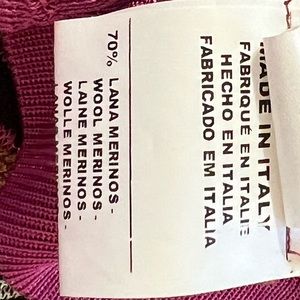 MADE IN ITALY
FABRIQUÉ EN ITALIE
HECHO EN ITALIA
FABRICADO EM ITALIA
70% LANA MERINOS -
WOOL MERINOS -
LAINE MERINOS -
WOLLE MERINOS -